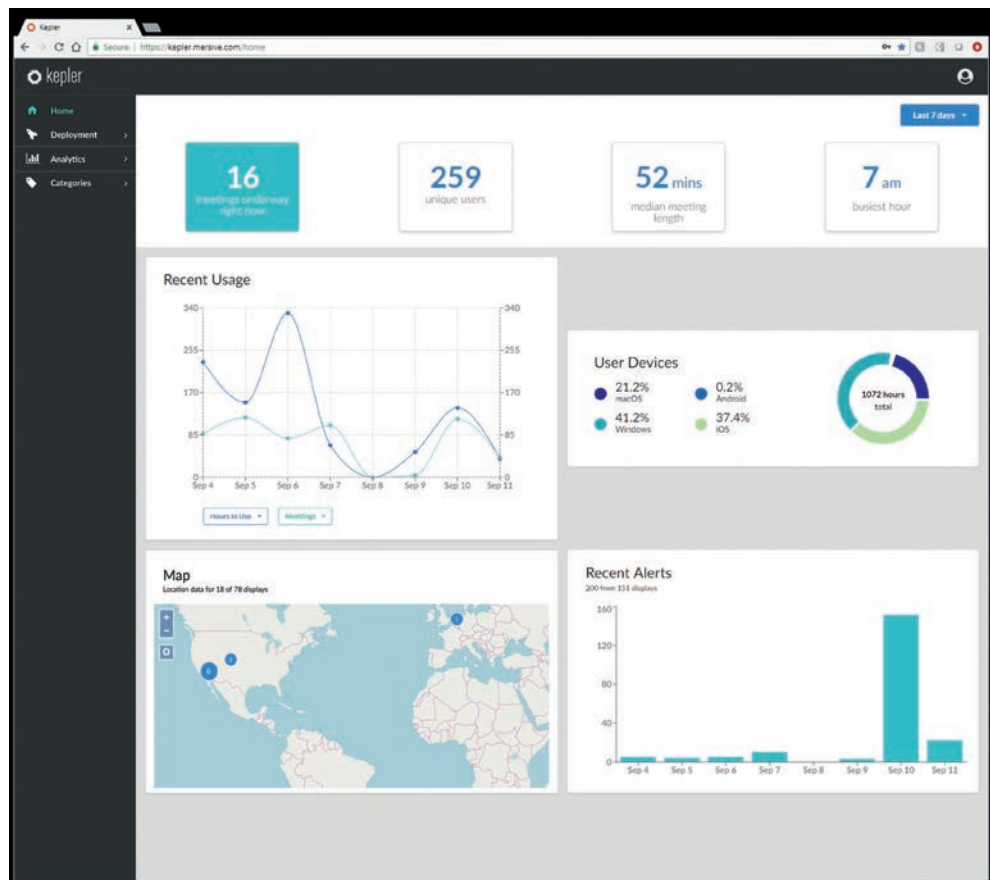 Kepler
Secure
https://kepler.mersive.com/home
kepler
Home
Deployment
Analytics
Categories
Last 7 days
16
meetings underway
right now
259
unique users
52 mins
median meeting
length
7 am
busiest hour
Recent Usage
340
340
255
255
170
170
85
85
0
0
Sep 4 Sep 5 Sep 6 Sep 7 Sep 8 Sep 9 Sep 10 Sep 11
Hours In Use
Meetings
User Devices
21.2%
macOS
0.2%
Android
41.2%
Windows
37.4%
iOS
1072 hours
total
Map
Location data for 18 of 78 displays
+
−
Recent Alerts
200 from 151 displays
160
120
80
40
0
Sep 4 Sep 5 Sep 6 Sep 7 Sep 8 Sep 9 Sep 10 Sep 11